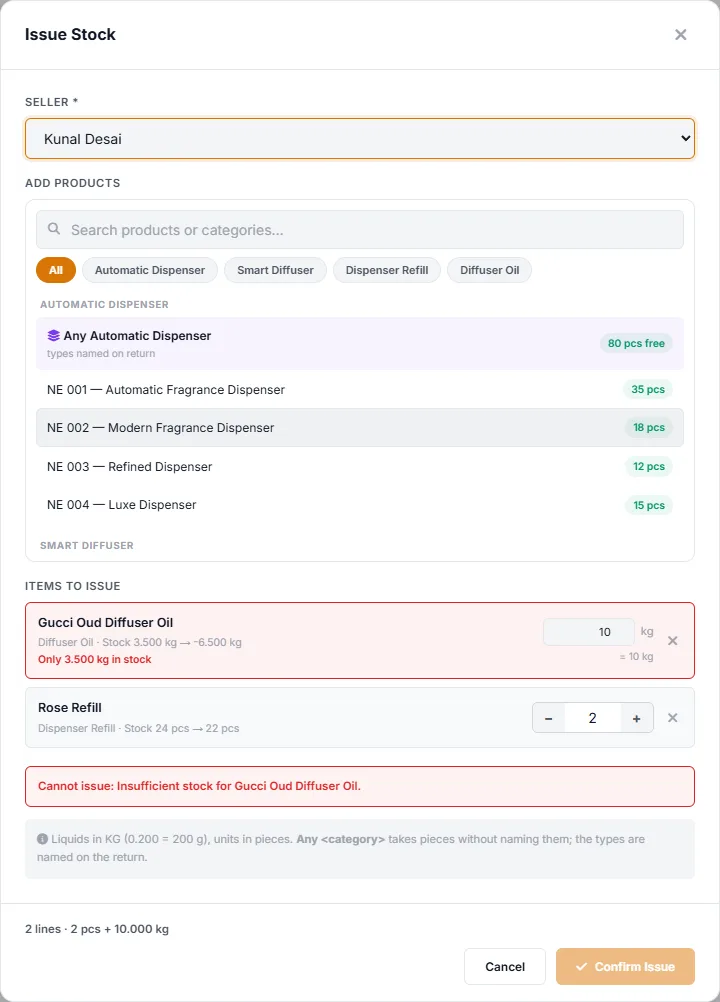 Issue Stock
SELLER *
Kunal Desai
ADD PRODUCTS
Search products or categories...
All
Automatic Dispenser
Smart Diffuser
Dispenser Refill
Diffuser Oil
AUTOMATIC DISPENSER
Any Automatic Dispenser
80 pcs free
types named on return
NE 001 — Automatic Fragrance Dispenser
35 pcs
NE 002 — Modern Fragrance Dispenser
18 pcs
NE 003 — Refined Dispenser
12 pcs
NE 004 — Luxe Dispenser
15 pcs
SMART DIFFUSER
ITEMS TO ISSUE
Gucci Oud Diffuser Oil
Diffuser Oil · Stock 3.500 kg → -6.500 kg
Only 3.500 kg in stock
10 kg
= 10 kg
Rose Refill
Dispenser Refill · Stock 24 pcs → 22 pcs
− 2 +
Cannot issue: Insufficient stock for Gucci Oud Diffuser Oil.
Liquids in KG (0.200 = 200 g), units in pieces. Any <category> takes pieces without naming them; the types are
named on the return.
2 lines · 2 pcs + 10.000 kg
Cancel
Confirm Issue